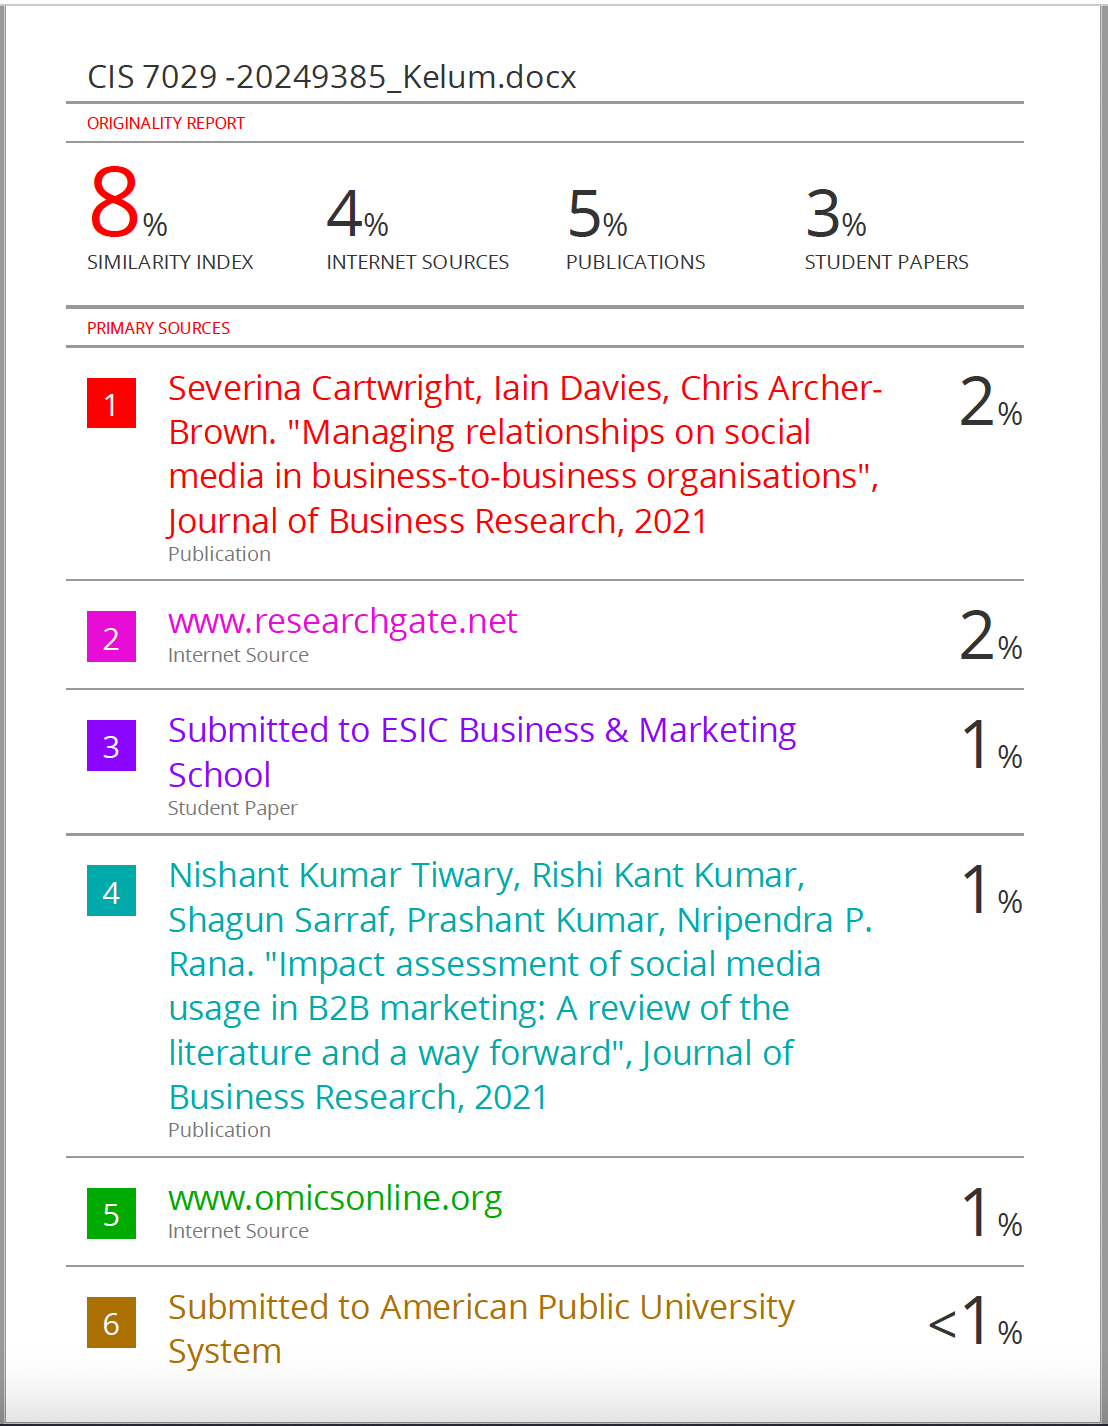 CIS 7029 -20249385_Kelum.docx
ORIGINALITY REPORT
8% 4% 5% 3%
SIMILARITY INDEX INTERNET SOURCES PUBLICATIONS STUDENT PAPERS
PRIMARY SOURCES
1 Severina Cartwright, Iain Davies, Chris Archer- 2%
Brown. "Managing relationships on social
media in business-to-business organisations",
Journal of Business Research, 2021
Publication
2 www.researchgate.net 2%
Internet Source
3 Submitted to ESIC Business & Marketing 1%
School
Student Paper
4 Nishant Kumar Tiwary, Rishi Kant Kumar, 1%
Shagun Sarraf, Prashant Kumar, Nripendra P.
Rana. "Impact assessment of social media
usage in B2B marketing: A review of the
literature and a way forward", Journal of
Business Research, 2021
Publication
5 www.omicsonline.org 1%
Internet Source
6 Submitted to American Public University <1%
System